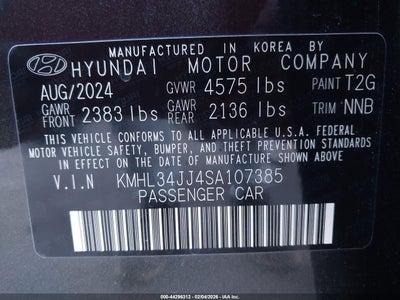 MANUFACTURED IN KOREA BY
HYUNDAI MOTOR COMPANY
AUG/2024 GVWR 4575 lbs PAINT T2G
GAWR FRONT 2383 lbs GAWR REAR 2136 lbs TRIM NNB
THIS VEHICLE CONFORMS TO ALL APPLICABLE U.S.A. FEDERAL
MOTOR VEHICLE SAFETY, BUMPER, AND THEFT PREVENTION STANDARDS
IN EFFECT ON THE DATE OF MANUFACTURE SHOWN ABOVE.
V.I.N KMHL34JJ4SA107385
PASSENGER CAR
000-44296312 - 02/04/2026 - IAA Inc.